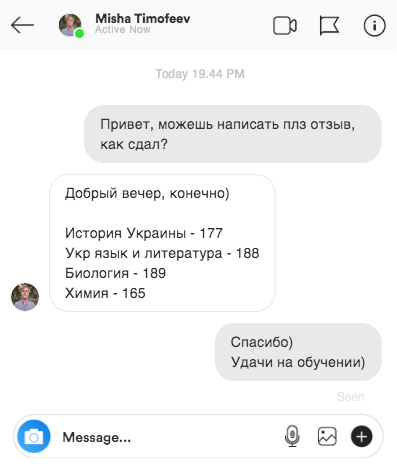 Misha Timofeev
Active Now
Today 19.44 PM
Привет, можешь написать плз отзыв,
как сдал?
Добрый вечер, конечно)
История Украины - 177
Укр язык и литература - 188
Биология - 189
Химия - 165
Спасибо)
Удачи на обучении)
Seen
Message...